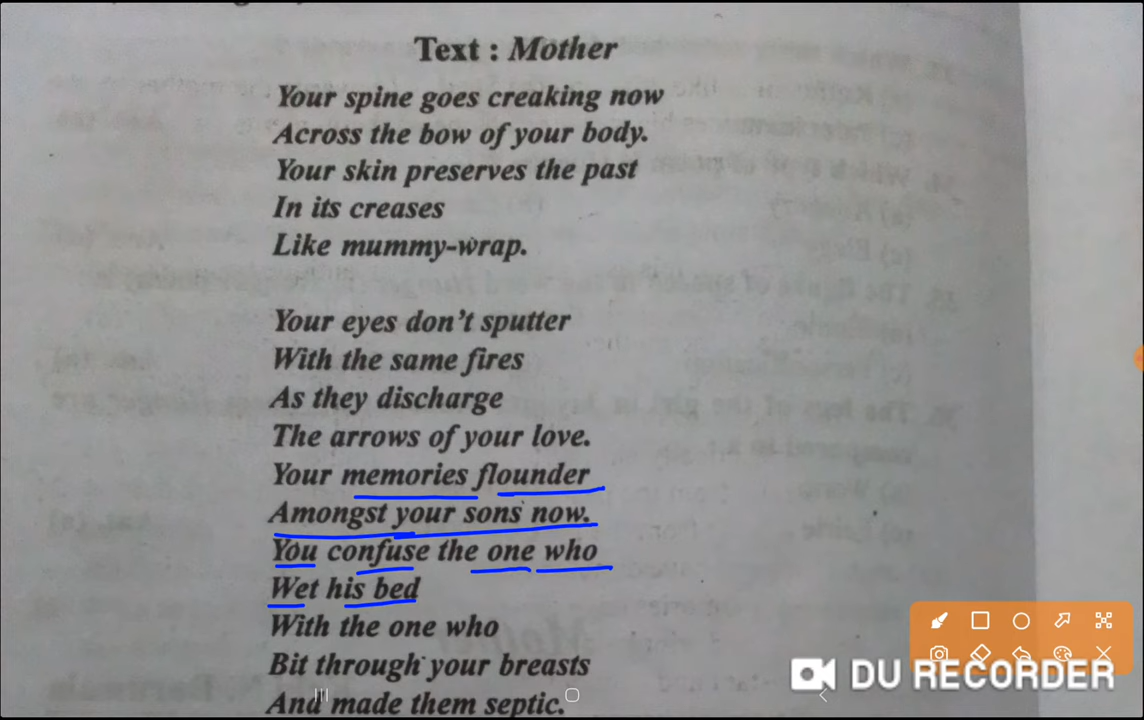 Text : Mother
Your spine goes creaking now
Across the bow of your body.
Your skin preserves the past
In its creases
Like mummy-wrap.
Your eyes don't sputter
With the same fires
As they discharge
The arrows of your love.
Your memories flounder
Amongst your sons now.
You confuse the one who
Wet his bed
With the one who
Bit through your breasts
And made them septic.
DU RECORDER